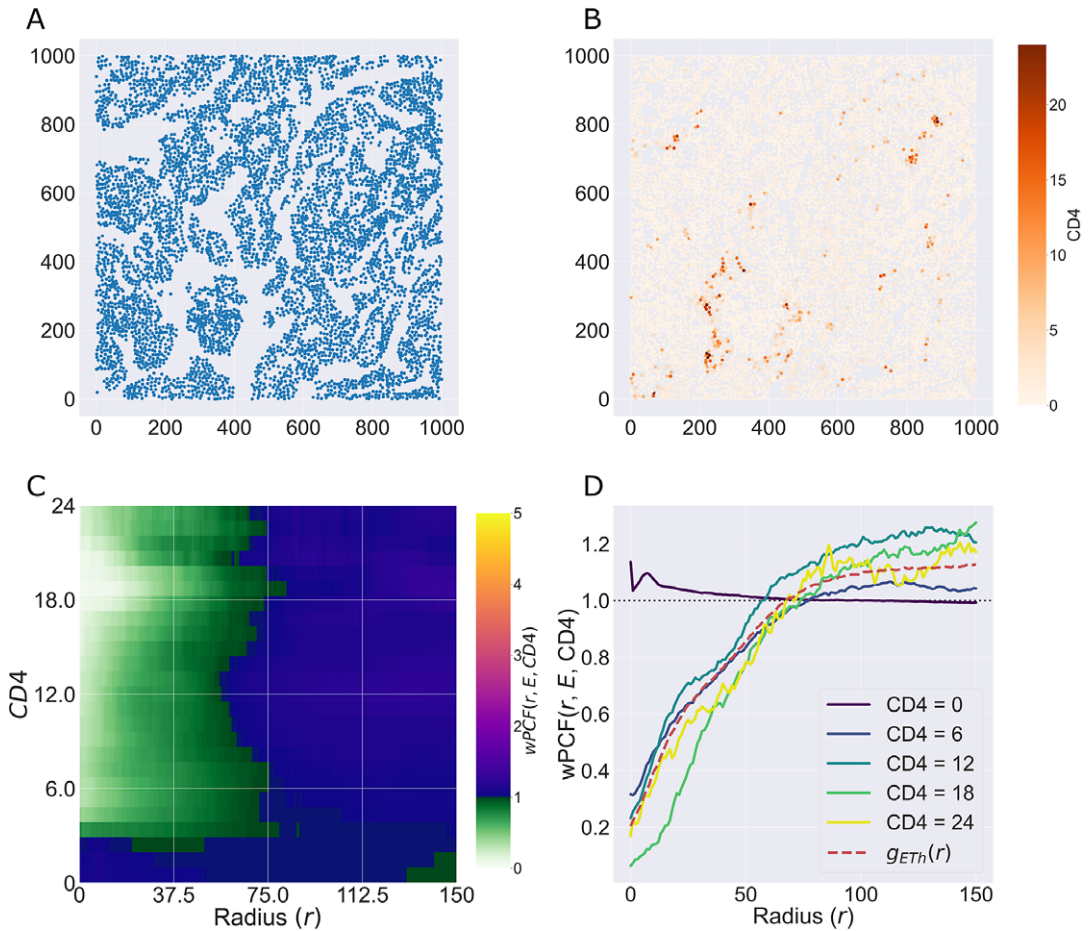 A
1000
800
600
400
200
0
0 200 400 600 800 1000
B
1000
800
600
400
200
0
0 200 400 600 800 1000
20
15
10
5
0
CD4
C
24
18.0
12.0
6.0
0
CD4
0 37.5 75.0 112.5 150
Radius (r)
5
4
3
2
1
0
wPCF(r, E, CD4)
D
1.2
1.0
0.8
0.6
0.4
0.2
wPCF(r, E, CD4)
0 50 100 150
Radius (r)
CD4 = 0
CD4 = 6
CD4 = 12
CD4 = 18
CD4 = 24
gETh(r)